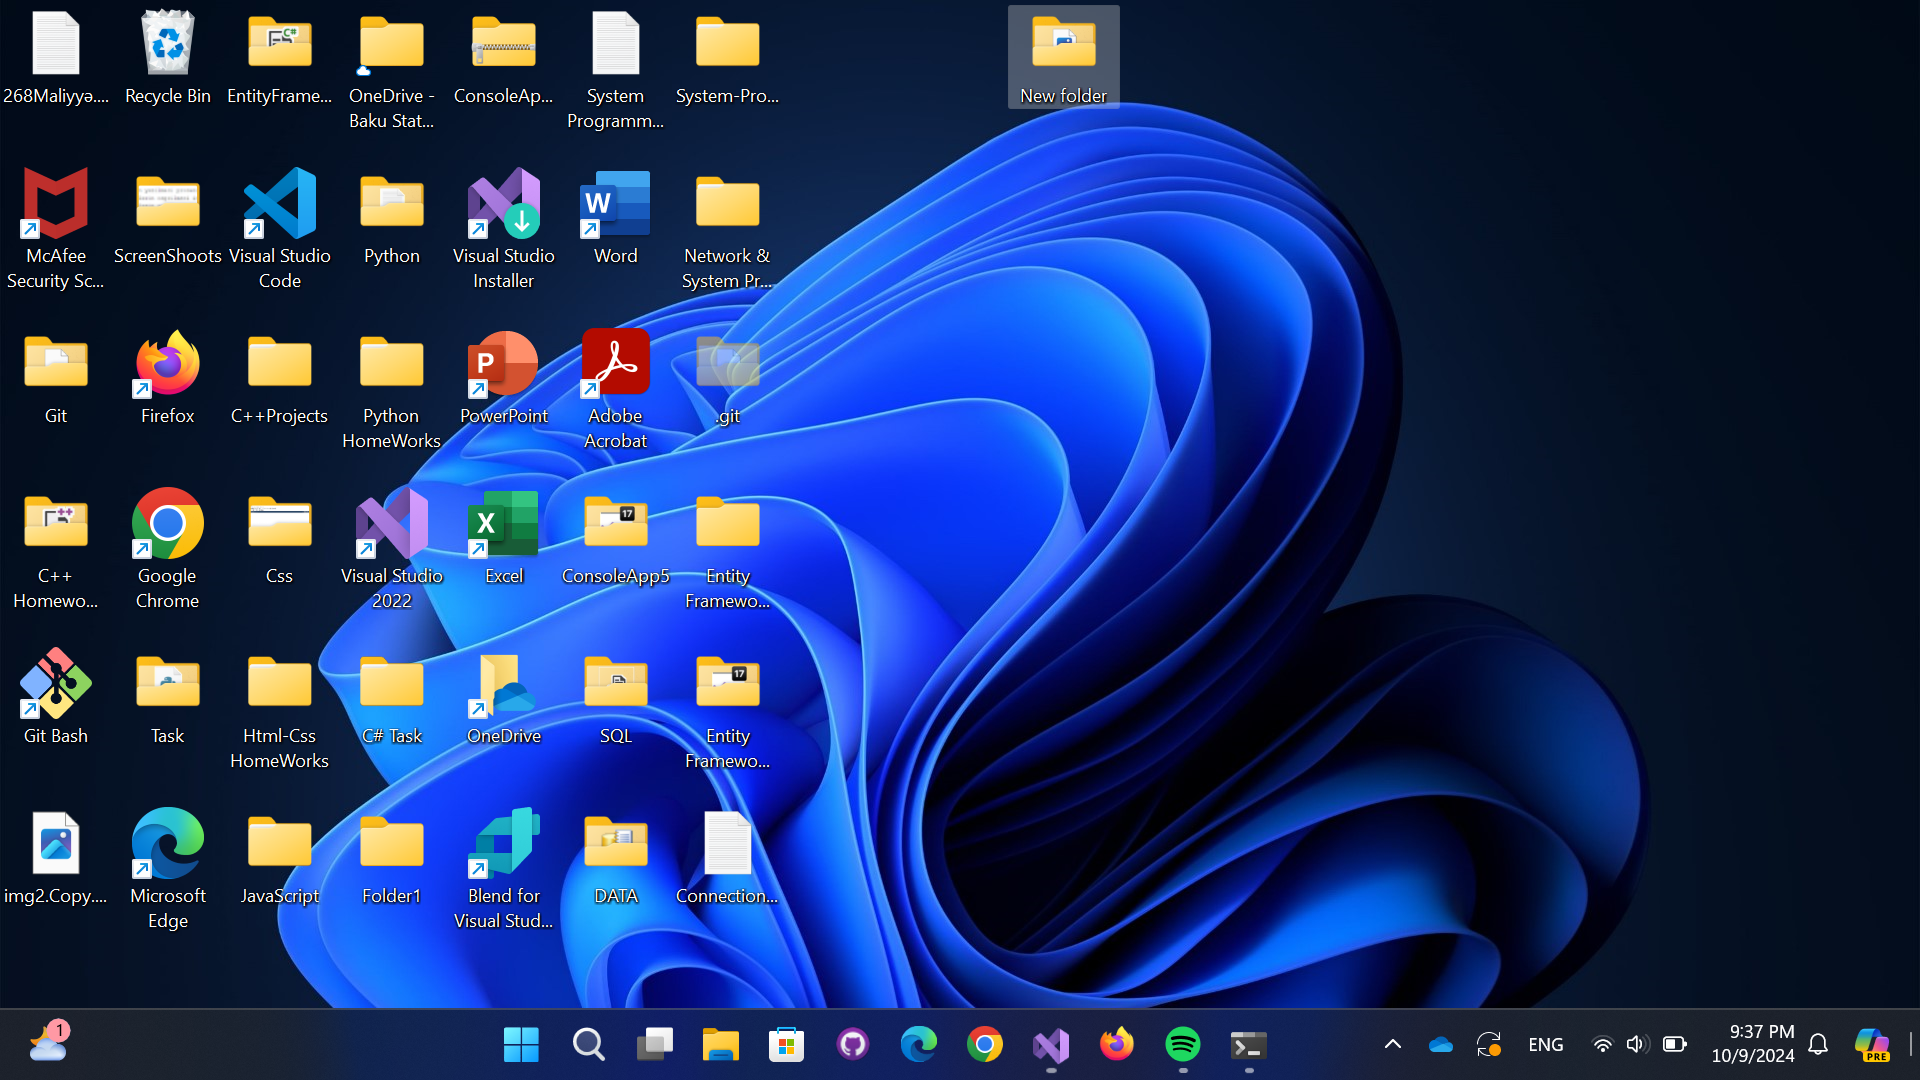 268Maliyyə....
Recycle Bin
EntityFrame...
OneDrive -
Baku Stat...
ConsoleAp...
System
Programm...
System-Pro...
New folder
McAfee
Security Sc...
ScreenShoots
Visual Studio
Code
Python
Visual Studio
Installer
W
Word
Network &
System Pr...
Git
Firefox
C++Projects
Python
HomeWorks
P
PowerPoint
Adobe
Acrobat
.git
C++
Homewo...
Google
Chrome
Css
Visual Studio
2022
X
Excel
17
ConsoleApp5
Entity
Framewo...
Git Bash
Task
Html-Css
HomeWorks
C# Task
OneDrive
SQL
17
Entity
Framewo...
img2.Copy....
Microsoft
Edge
JavaScript
Folder1
Blend for
Visual Stud...
DATA
Connection...
1
ENG
9:37 PM
10/9/2024
PRE